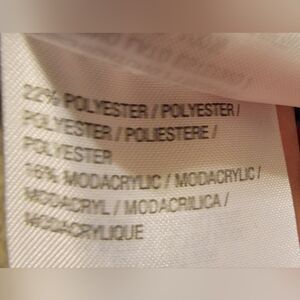 22% POLYESTER / POLYESTER /
POLYESTER / POLIESTERE /
POLYESTER
16% MODACRYLIC / MODACRYLIC /
MODACRYL / MODACRILICA /
MODACRYLIQUE